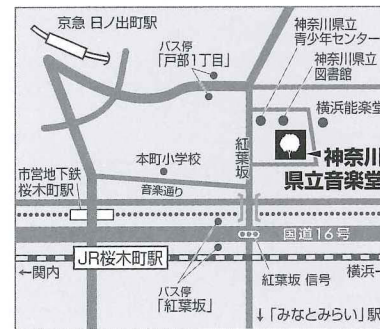 京急 日ノ出町駅
バス停
「戸部1丁目」
神奈川県立
青少年センター
神奈川県立
図書館
横浜能楽堂
紅葉坂
神奈川
県立音楽堂
本町小学校
音楽通り
市営地下鉄
桜木町駅
国道16号
JR桜木町駅
←関内
バス停
「紅葉坂」
紅葉坂 信号
横浜
↓「みなとみらい」駅